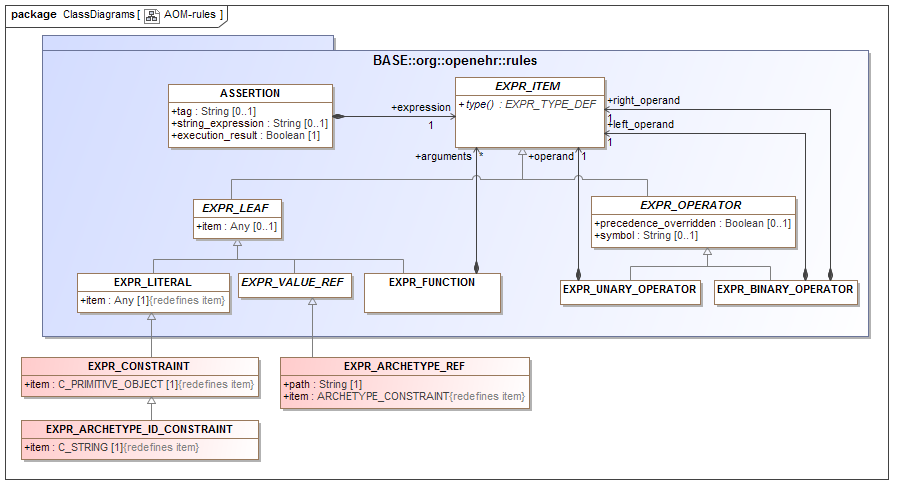 package ClassDiagrams [ AOM-rules ]
BASE::org::openehr::rules
ASSERTION
+tag : String [0..1]
+string_expression : String [0..1]
+execution_result : Boolean [1]
+expression
1
EXPR_ITEM
+type() : EXPR_TYPE_DEF
+right_operand
1
+left_operand
1
+arguments *
+operand 1
EXPR_LEAF
+item : Any [0..1]
EXPR_OPERATOR
+precedence_overridden : Boolean [0..1]
+symbol : String [0..1]
EXPR_LITERAL
+item : Any [1]{redefines item}
EXPR_VALUE_REF
EXPR_FUNCTION
EXPR_UNARY_OPERATOR
EXPR_BINARY_OPERATOR
EXPR_CONSTRAINT
+item : C_PRIMITIVE_OBJECT [1]{redefines item}
EXPR_ARCHETYPE_REF
+path : String [1]
+item : ARCHETYPE_CONSTRAINT{redefines item}
EXPR_ARCHETYPE_ID_CONSTRAINT
+item : C_STRING [1]{redefines item}